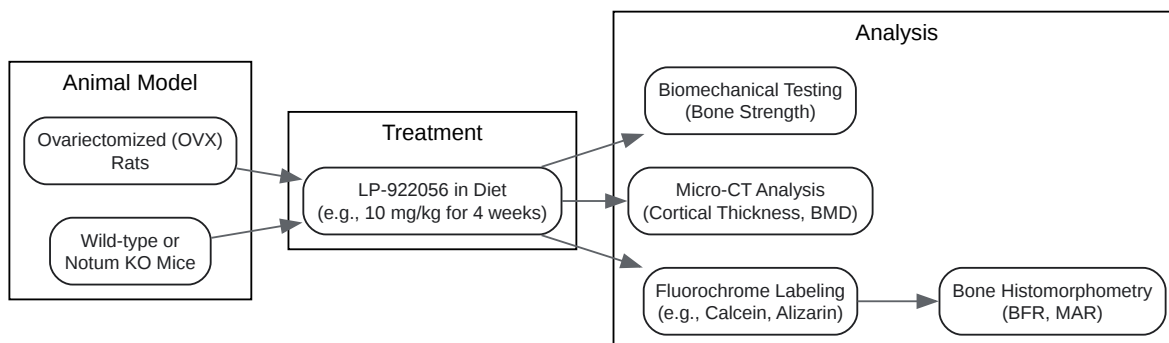 Animal Model
Ovariectomized (OVX)
Rats
Wild-type or
Notum KO Mice
Treatment
LP-922056 in Diet
(e.g., 10 mg/kg for 4 weeks)
Analysis
Biomechanical Testing
(Bone Strength)
Micro-CT Analysis
(Cortical Thickness, BMD)
Fluorochrome Labeling
(e.g., Calcein, Alizarin)
Bone Histomorphometry
(BFR, MAR)